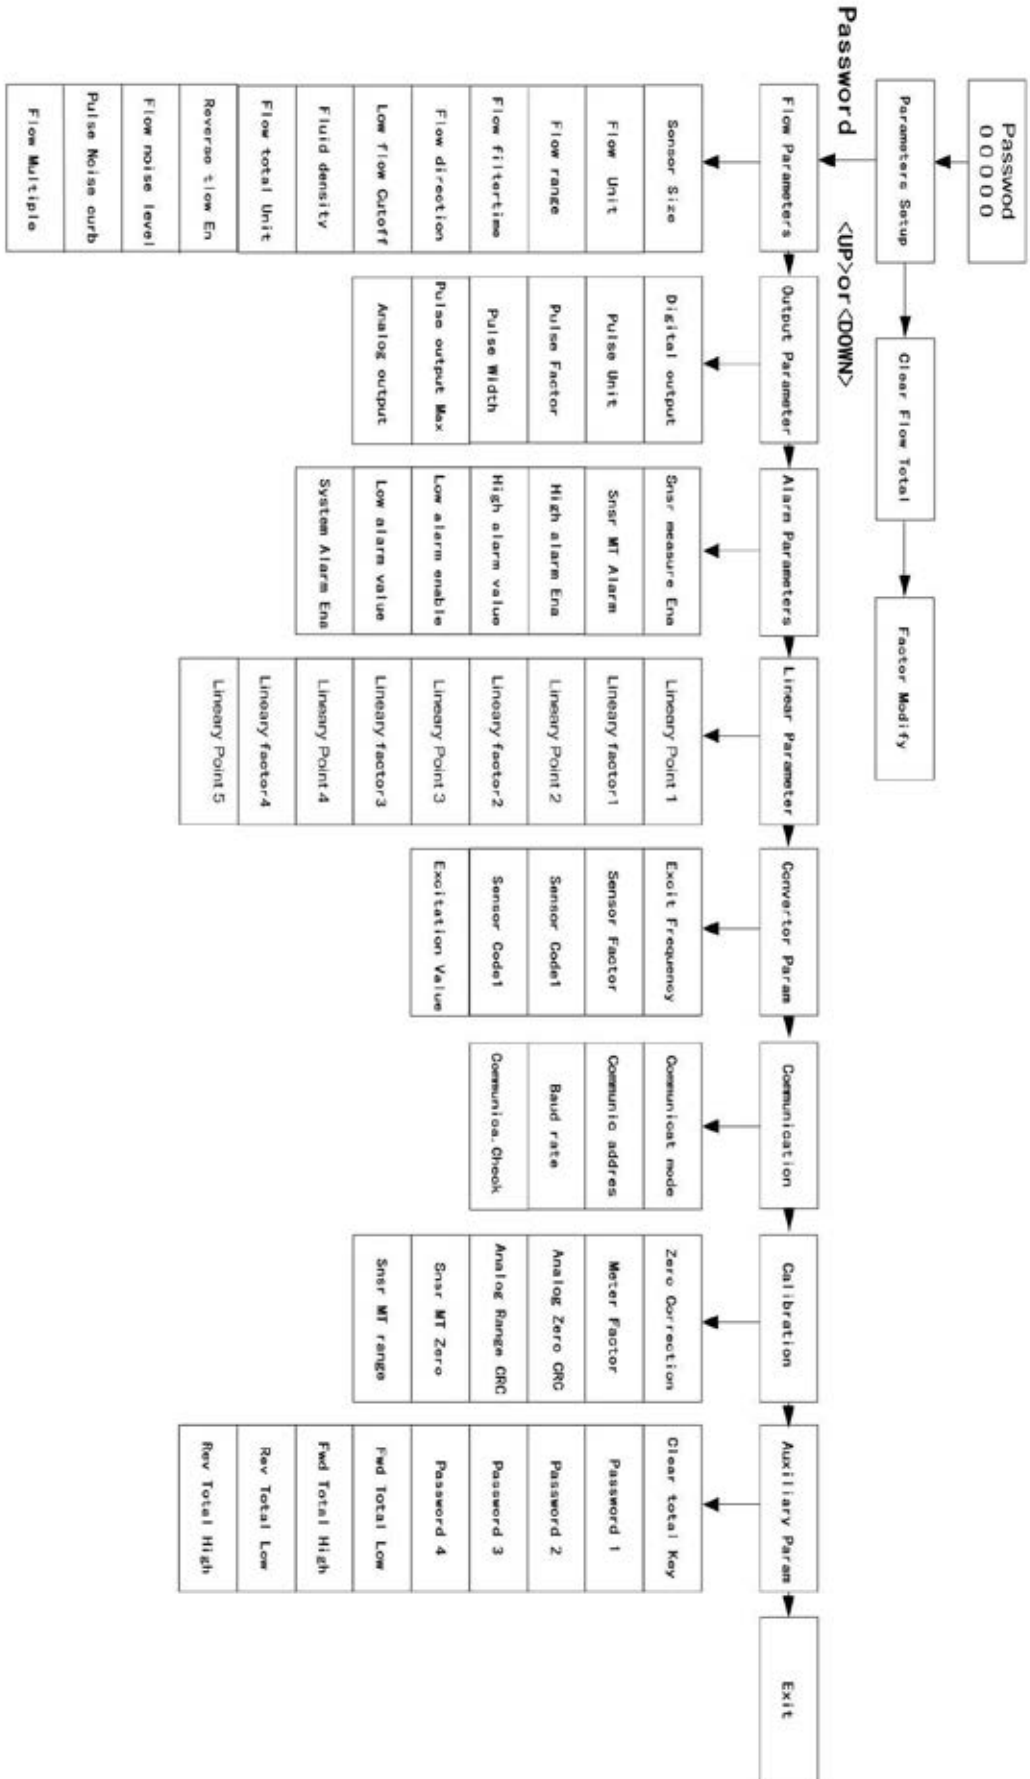 Passwod
00000
Parameters Setup
Clear Flow Total
Factor Modify
Password
<UP>or<DOWN>
Flow Parameters
Output Parameter
Alarm Parameters
Linear Parameter
Convertor Param
Communication
Calibration
Auxiliary Param
Exit
Sensor Size
Flow Unit
Flow range
Flow filtertime
Flow direction
Low flow Cutoff
Fluid density
Flow total Unit
Reverse tlow En
Flow noise level
Pulse Noise curb
Flow Multiple
Digital output
Pulse Unit
Pulse Factor
Pulse Width
Pulse output Max
Analog output
Snsr measure Ena
Snsr MT Alarm
High alarm Ena
High alarm value
Low alarm enable
Low alarm value
System Alarm Ena
Lineary Point 1
Lineary factor1
Lineary Point 2
Lineary factor2
Lineary Point 3
Lineary factor3
Lineary Point 4
Lineary factor4
Lineary Point 5
Excit Frequency
Sensor Factor
Sensor Code1
Sensor Code1
Excitation Value
Communicat mode
Communic addres
Baud rate
Communica.Check
Zero Correction
Meter Factor
Analog Zero CRC
Analog Range CRC
Snsr MT Zero
Snsr MT range
Clear total Key
Password 1
Password 2
Password 3
Password 4
Fwd Total Low
Fwd Total High
Rev Total Low
Rev Total High